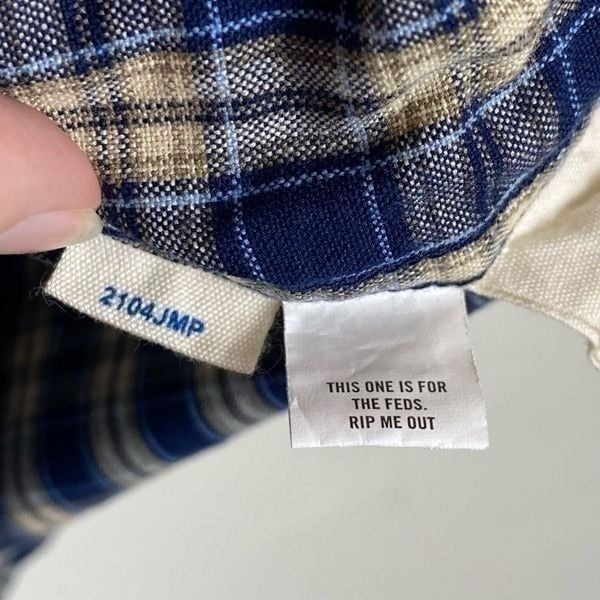 2104JMP
THIS ONE IS FOR
THE FEDS.
RIP ME OUT